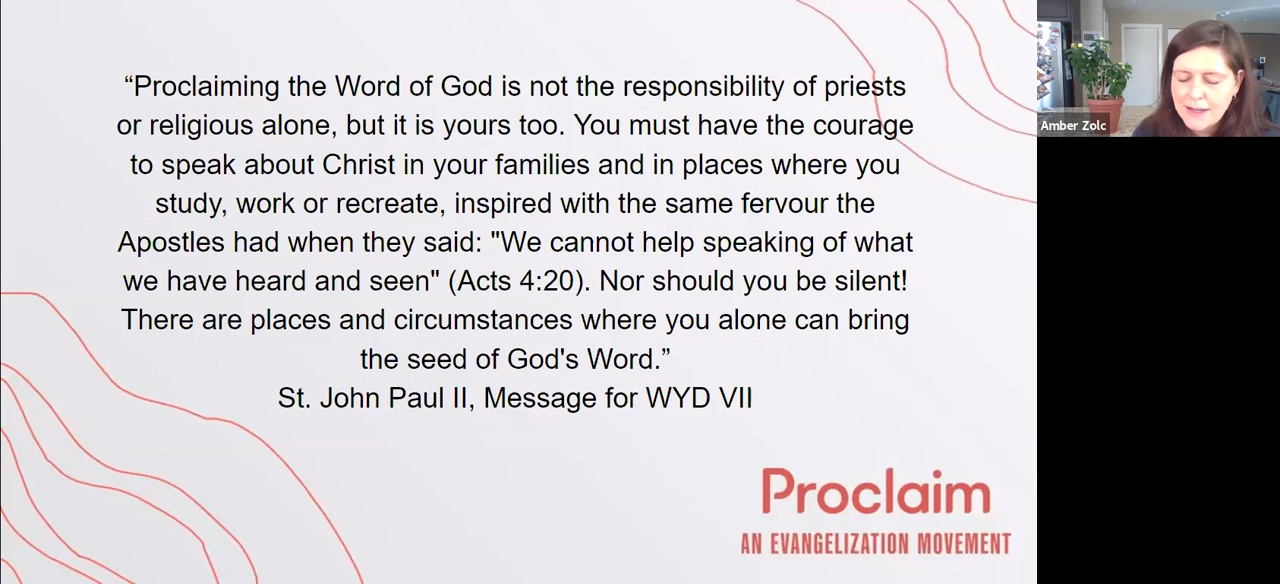 “Proclaiming the Word of God is not the responsibility of priests
or religious alone, but it is yours too. You must have the courage
to speak about Christ in your families and in places where you
study, work or recreate, inspired with the same fervour the
Apostles had when they said: "We cannot help speaking of what
we have heard and seen" (Acts 4:20). Nor should you be silent!
There are places and circumstances where you alone can bring
the seed of God's Word.”
St. John Paul II, Message for WYD VII
Proclaim
AN EVANGELIZATION MOVEMENT
Amber Zolc